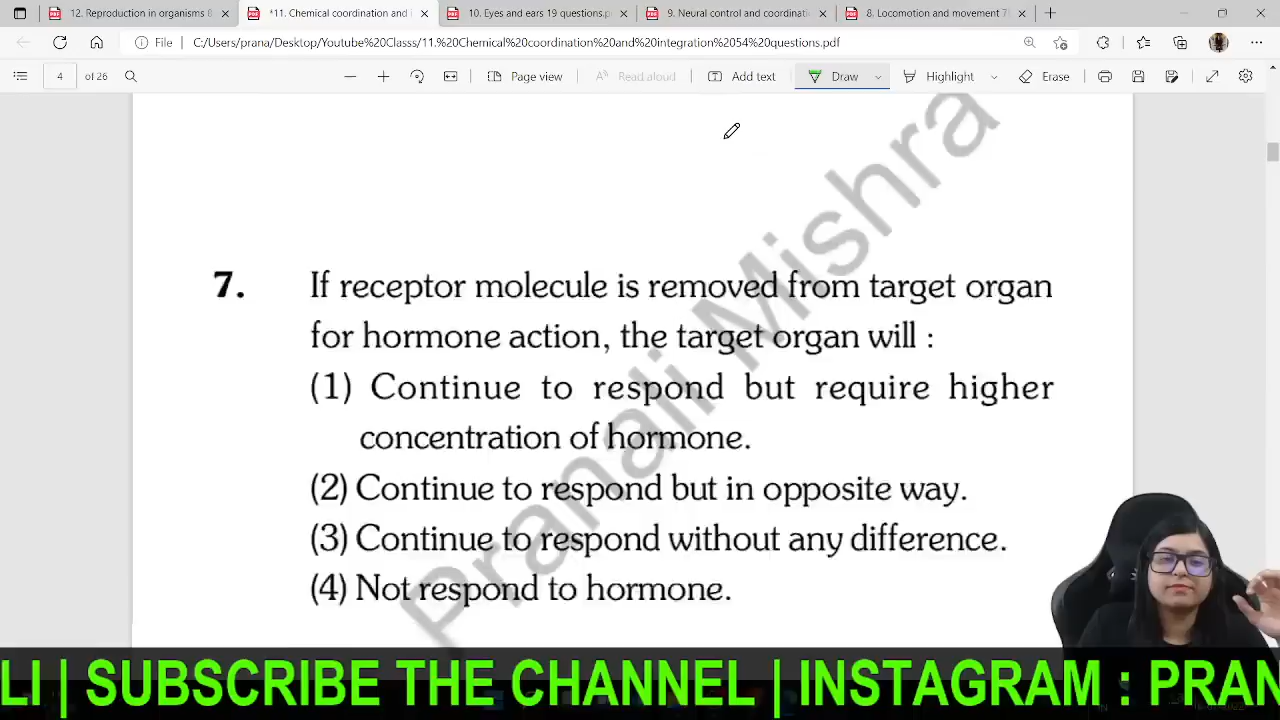 12. Reproduction in organisms 6
*11. Chemical coordination and i
10. Eyes and ears 19 questions.p
9. Neural control and coordinati
8. Locomotion and movement 7
File
C:/Users/prana/Desktop/Youtube%20Classs/11.%20Chemical%20coordination%20and%20integration%2054%20questions.pdf
4 of 26
Page view
Read aloud
Add text
Draw
Highlight
Erase
Pranali Mishra
7. If receptor molecule is removed from target organ
for hormone action, the target organ will :
(1) Continue to respond but require higher
concentration of hormone.
(2) Continue to respond but in opposite way.
(3) Continue to respond without any difference.
(4) Not respond to hormone.
LI | SUBSCRIBE THE CHANNEL | INSTAGRAM : PRAN